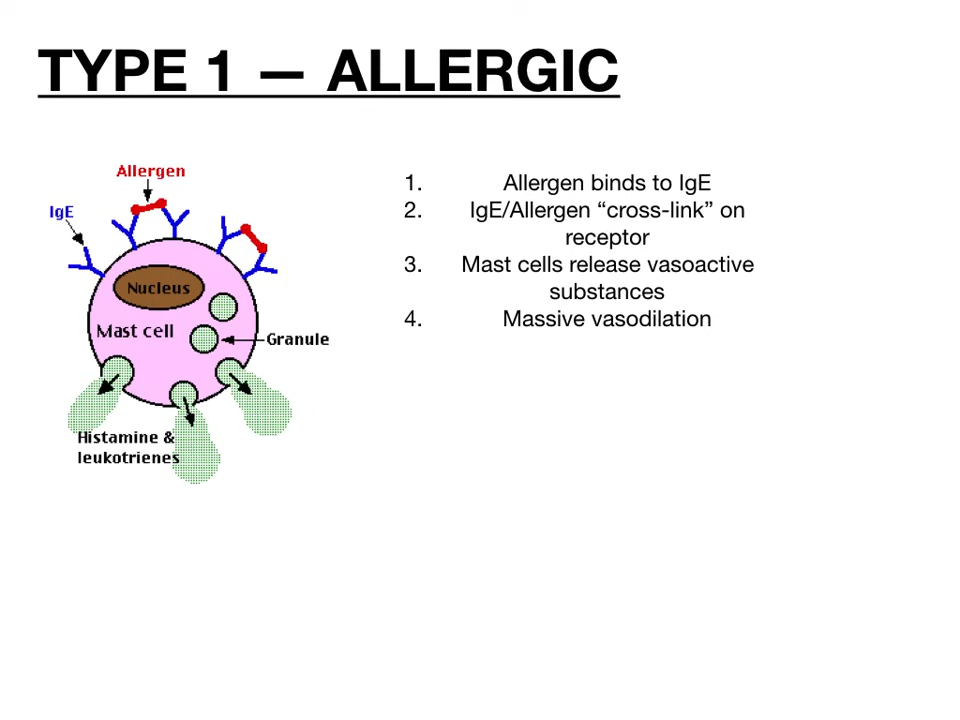 TYPE 1 — ALLERGIC
Allergen
IgE
Nucleus
Mast cell
Granule
Histamine &
leukotrienes
1. Allergen binds to IgE
2. IgE/Allergen “cross-link” on
receptor
3. Mast cells release vasoactive
substances
4. Massive vasodilation